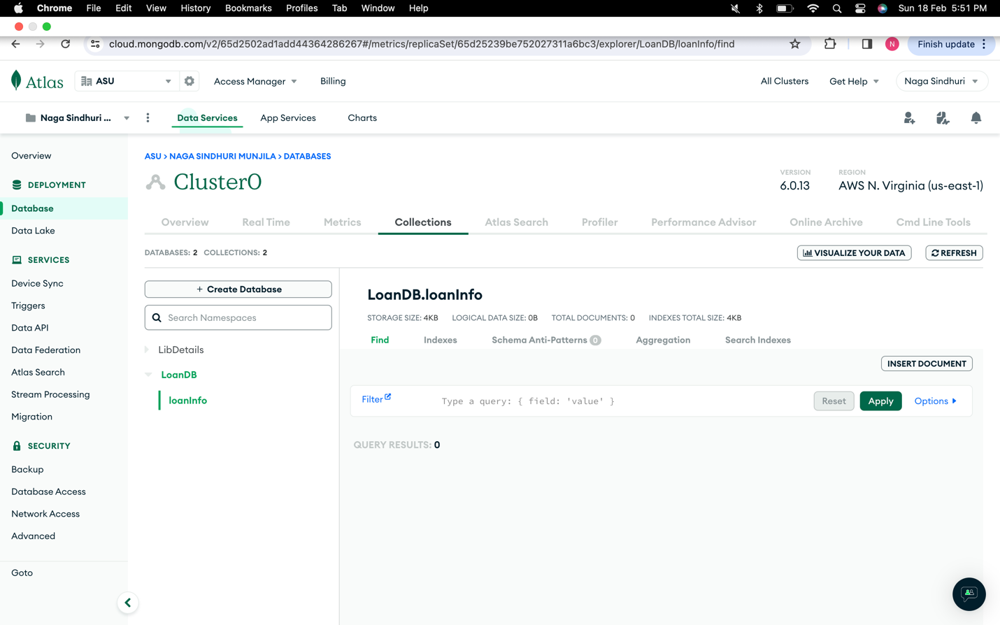 Chrome File Edit View History Bookmarks Profiles Tab Window Help Sun 18 Feb 5:51 PM
cloud.mongodb.com/v2/65d2502ad1add44364286267#/metrics/replicaSet/65d25239be752027311a6bc3/explorer/LoanDB/loanInfo/find N Finish update
Atlas ASU Access Manager Billing All Clusters Get Help Naga Sindhuri
Naga Sindhuri ... Data Services App Services Charts
Overview
DEPLOYMENT
Database
Data Lake
SERVICES
Device Sync
Triggers
Data API
Data Federation
Atlas Search
Stream Processing
Migration
SECURITY
Backup
Database Access
Network Access
Advanced
Goto
ASU > NAGA SINDHURI MUNJILA > DATABASES
Cluster0
VERSION
6.0.13
REGION
AWS N. Virginia (us-east-1)
Overview Real Time Metrics Collections Atlas Search Profiler Performance Advisor Online Archive Cmd Line Tools
DATABASES: 2 COLLECTIONS: 2 VISUALIZE YOUR DATA REFRESH
+ Create Database
Search Namespaces
LibDetails
LoanDB
loanInfo
LoanDB.loanInfo
STORAGE SIZE: 4KB LOGICAL DATA SIZE: 0B TOTAL DOCUMENTS: 0 INDEXES TOTAL SIZE: 4KB
Find Indexes Schema Anti-Patterns 0 Aggregation Search Indexes
INSERT DOCUMENT
Filter Type a query: { field: 'value' } Reset Apply Options
QUERY RESULTS: 0